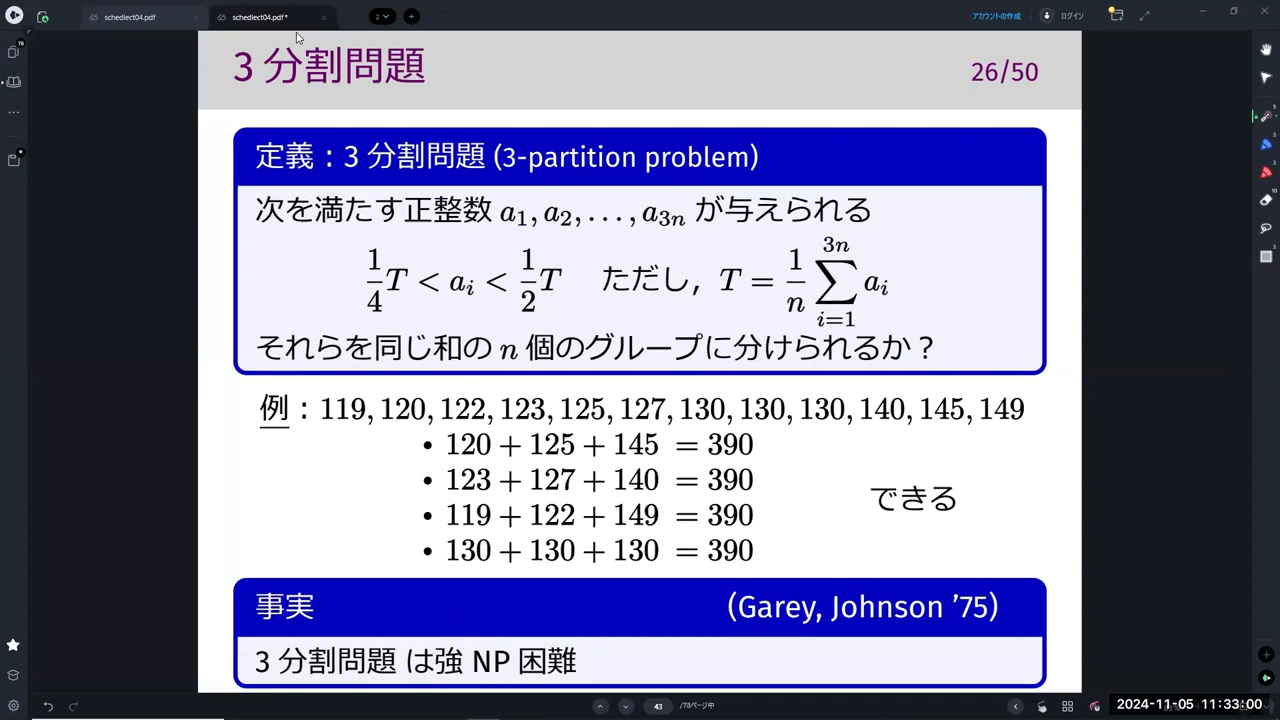 schedlect04.pdf
schedlect04.pdf*
2
アカウントの作成
ログイン
3 分割問題
26/50
定義：3 分割問題 (3-partition problem)
次を満たす正整数 a₁, a₂, . . . , a₃ₙ が与えられる
1/4 T < aᵢ < 1/2 T ただし，T = 1/n ∑_{i=1}^{3n} aᵢ
それらを同じ和の n 個のグループに分けられるか？
例：119, 120, 122, 123, 125, 127, 130, 130, 130, 140, 145, 149
• 120 + 125 + 145 = 390
• 123 + 127 + 140 = 390
できる
• 119 + 122 + 149 = 390
• 130 + 130 + 130 = 390
事実 (Garey, Johnson ’75)
3 分割問題 は強 NP 困難
43 /78ページ中
2024-11-05 11:33:00